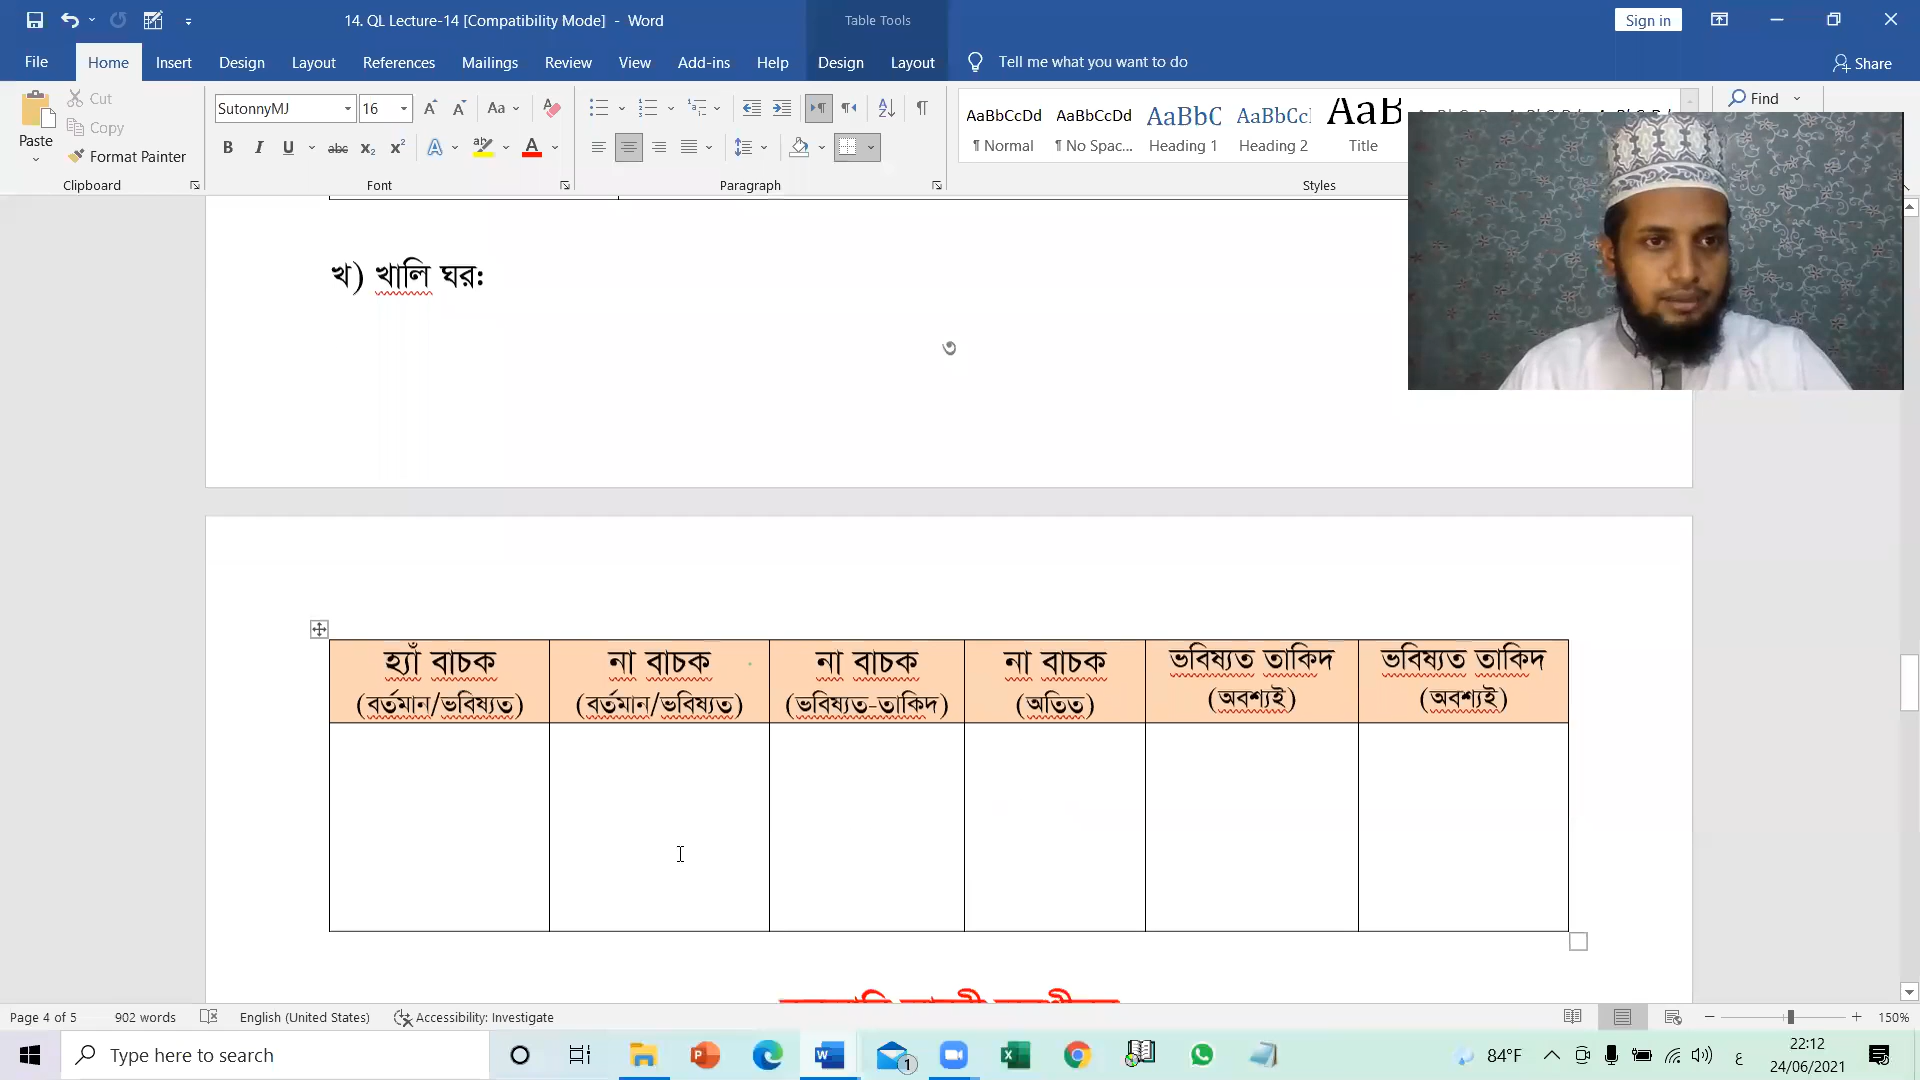 14. QL Lecture-14 [Compatibility Mode] - Word
Table Tools
Sign in
File Home Insert Design Layout References Mailings Review View Add-ins Help Design Layout Tell me what you want to do Share
Cut
Copy
Paste
Format Painter
Clipboard
SutonnyMJ 16
Font
Paragraph
AaBbCcDd AaBbCcDd AaBbC AaBbCcI AaB
¶ Normal ¶ No Spac... Heading 1 Heading 2 Title
Styles
Find
খ) খালি ঘর:
৩
হ্যাঁ বাচক না বাচক না বাচক না বাচক ভবিষ্যত তাকিদ ভবিষ্যত তাকিদ
(বর্তমান/ভবিষ্যত) (বর্তমান/ভবিষ্যত) (ভবিষ্যত-তাকিদ) (অতিত) (অবশ্যই) (অবশ্যই)
Page 4 of 5 902 words English (United States) Accessibility: Investigate 150%
Type here to search
1
84°F
ع
22:12
24/06/2021